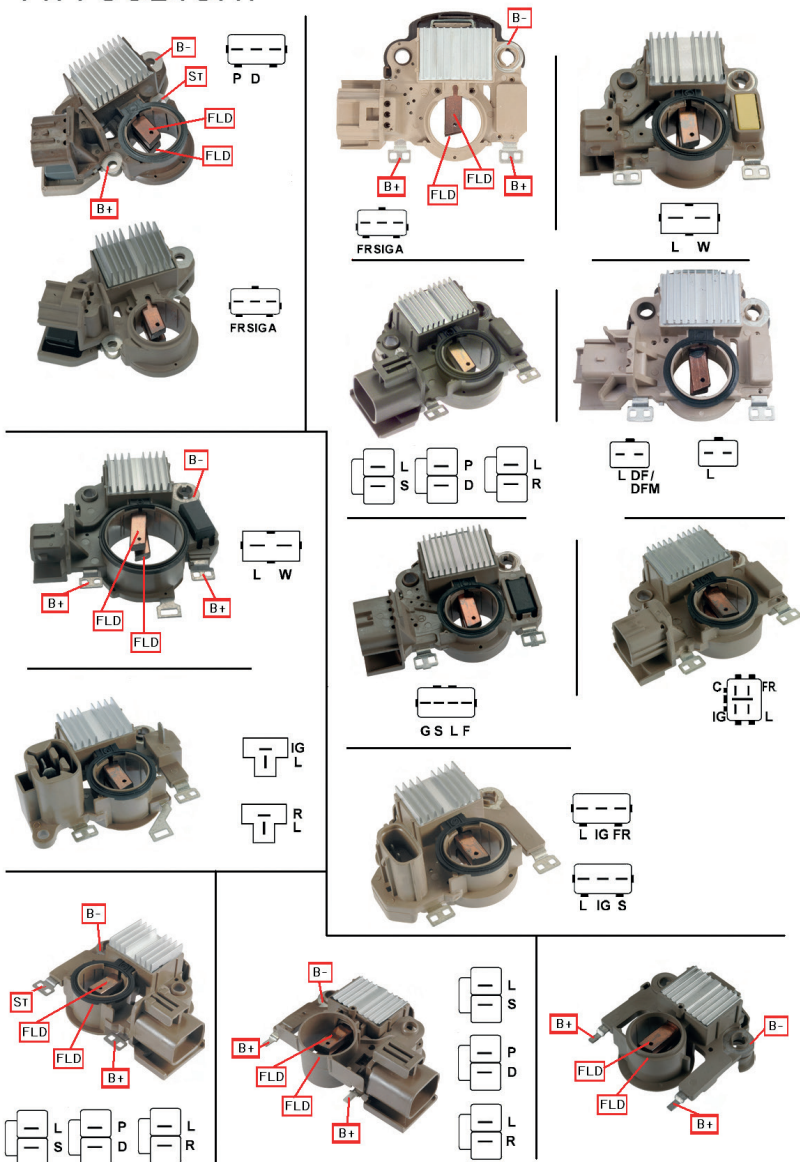 B-
P D
ST
FLD
FLD
B+
FRSIGA
B-
FLD
FLD
B+
B+
FRSIGA
L W
L
S
P
D
L
R
L DF/
DFM
L
B-
L W
B+
B+
FLD
FLD
G S L F
C
FR
IG
L
IG
L
R
L
L IG FR
L IG S
B-
ST
FLD
FLD
B+
L
S
P
D
L
R
B-
B+
FLD
FLD
B+
L
S
P
D
L
R
B+
B-
FLD
FLD
B+